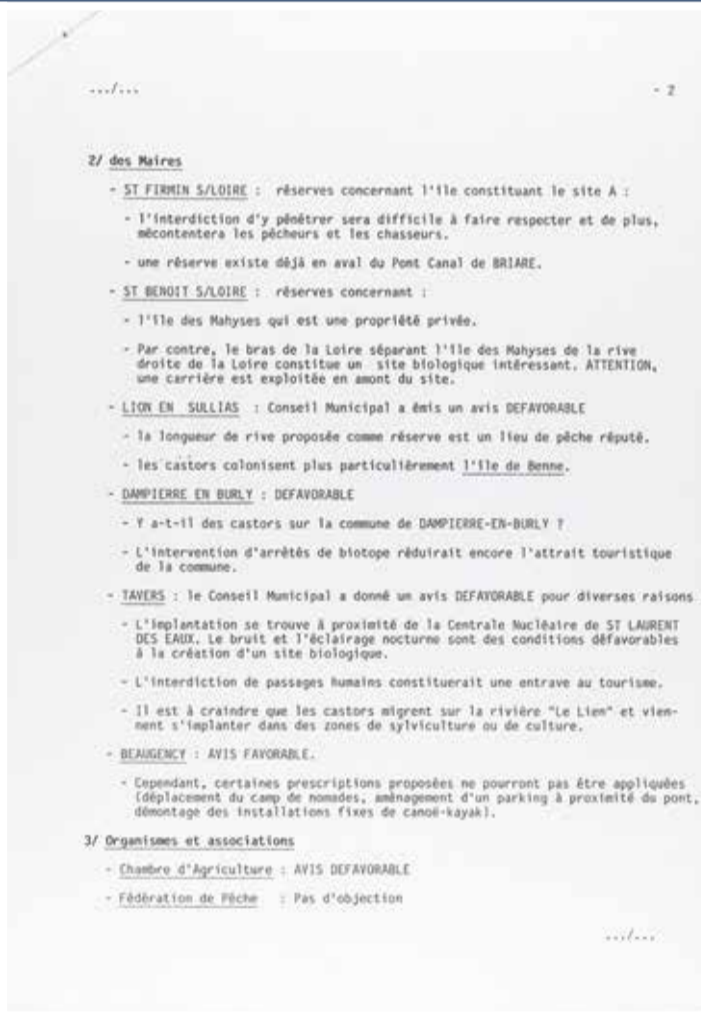 .../...
- 2
2/ des Maires
- ST FIRMIN S/LOIRE : réserves concernant l'île constituant le site A :
- l'interdiction d'y pénétrer sera difficile à faire respecter et de plus,
mécontentera les pêcheurs et les chasseurs.
- une réserve existe déjà en aval du Pont Canal de BRIARE.
- ST BENOIT S/LOIRE : réserves concernant :
- l'île des Mahyses qui est une propriété privée.
- Par contre, le bras de la Loire séparant l'île des Mahyses de la rive
droite de la Loire constitue un site biologique intéressant. ATTENTION,
une carrière est exploitée en amont du site.
- LION EN SULLIAS : Conseil Municipal a émis un avis DEFAVORABLE
- la longueur de rive proposée comme réserve est un lieu de pêche réputé.
- les castors colonisent plus particulièrement l'île de Benne.
- DAMPIERRE EN BURLY : DEFAVORABLE
- Y a-t-il des castors sur la commune de DAMPIERRE-EN-BURLY ?
- L'intervention d'arrêtés de biotope réduirait encore l'attrait touristique
de la commune.
- TAVERS : le Conseil Municipal a donné un avis DEFAVORABLE pour diverses raisons
- L'implantation se trouve à proximité de la Centrale Nucléaire de ST LAURENT
DES EAUX. Le bruit et l'éclairage nocturne sont des conditions défavorables
à la création d'un site biologique.
- L'interdiction de passages humains constituerait une entrave au tourisme.
- Il est à craindre que les castors migrent sur la rivière "Le Lien" et vien-
nent s'implanter dans des zones de sylviculture ou de culture.
- BEAUGENCY : AVIS FAVORABLE.
- Cependant, certaines prescriptions proposées ne pourront pas être appliquées
(déplacement du camp de nomades, aménagement d'un parking à proximité du pont,
démontage des installations fixes de canoë-kayak).
3/ Organismes et associations
- Chambre d'Agriculture : AVIS DEFAVORABLE
- Fédération de Pêche : Pas d'objection
.../...